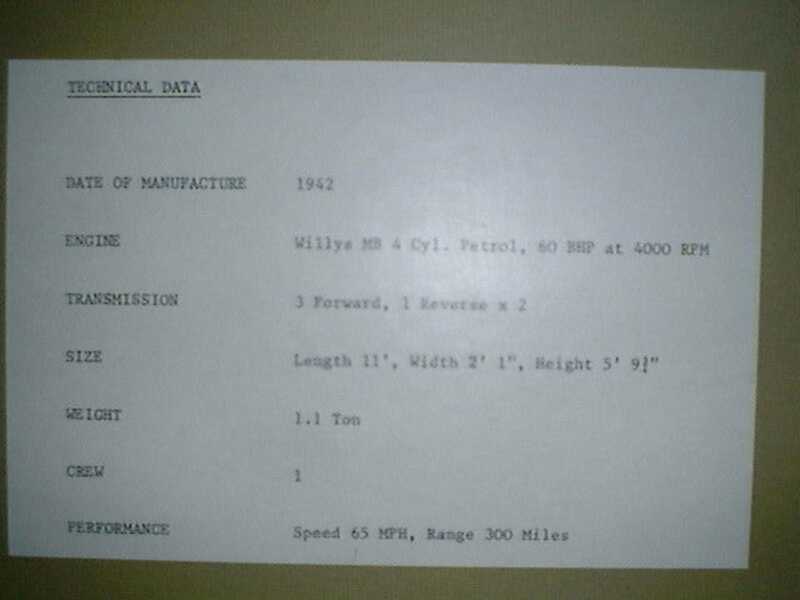 TECHNICAL DATA
DATE OF MANUFACTURE 1942
ENGINE Willys MB 4 Cyl. Petrol, 60 BHP at 4000 RPM
TRANSMISSION 3 Forward, 1 Reverse x 2
SIZE Length 11', Width 2' 1", Height 5' 9¾"
WEIGHT 1.1 Ton
CREW 1
PERFORMANCE Speed 65 MPH, Range 300 Miles